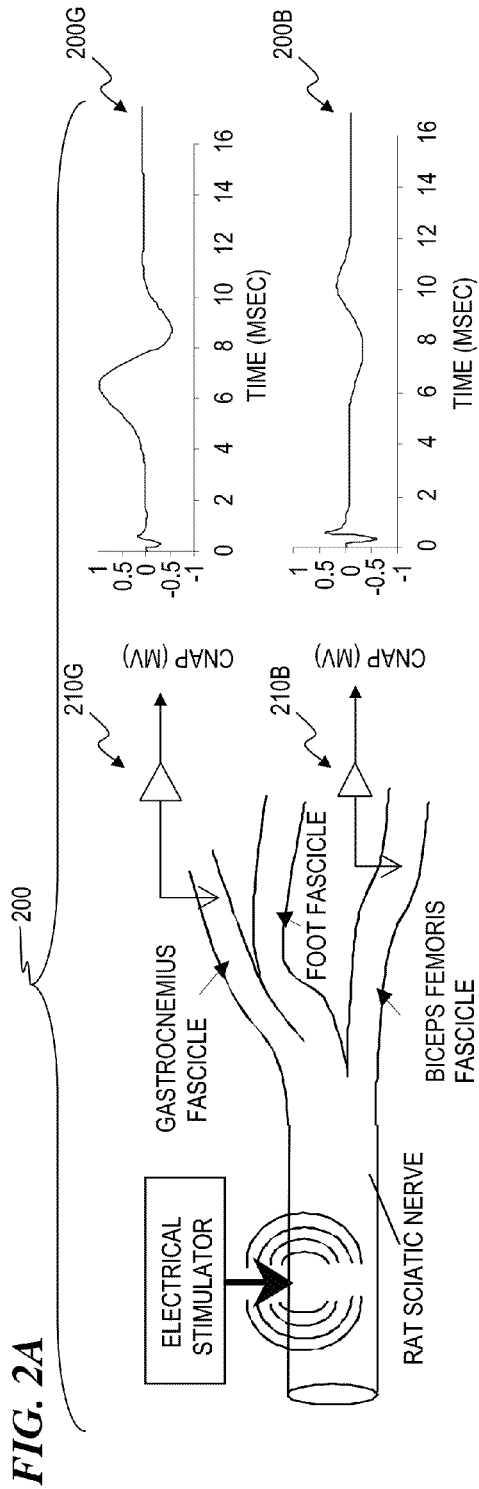 FIG. 2A
200
ELECTRICAL
STIMULATOR
GASTROCNEMIUS
FASCICLE
FOOT FASCICLE
BICEPS FEMORIS
FASCICLE
RAT SCIATIC NERVE
210G
210B
200G
CNAP (MV)
1
0.5
0
-0.5
-1
0 2 4 6 8 10 12 14 16
TIME (MSEC)
200B
CNAP (MV)
1
0.5
0
-0.5
-1
0 2 4 6 8 10 12 14 16
TIME (MSEC)